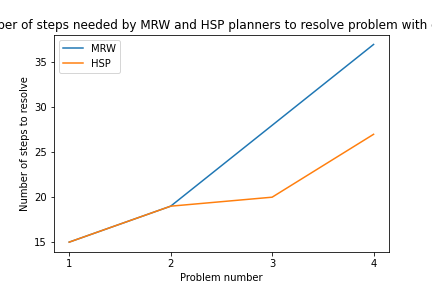 of steps needed by MRW and HSP planners to resolve problem with
MRW
HSP
35
30
25
20
15
Number of steps to resolve
1 2 3 4
Problem number